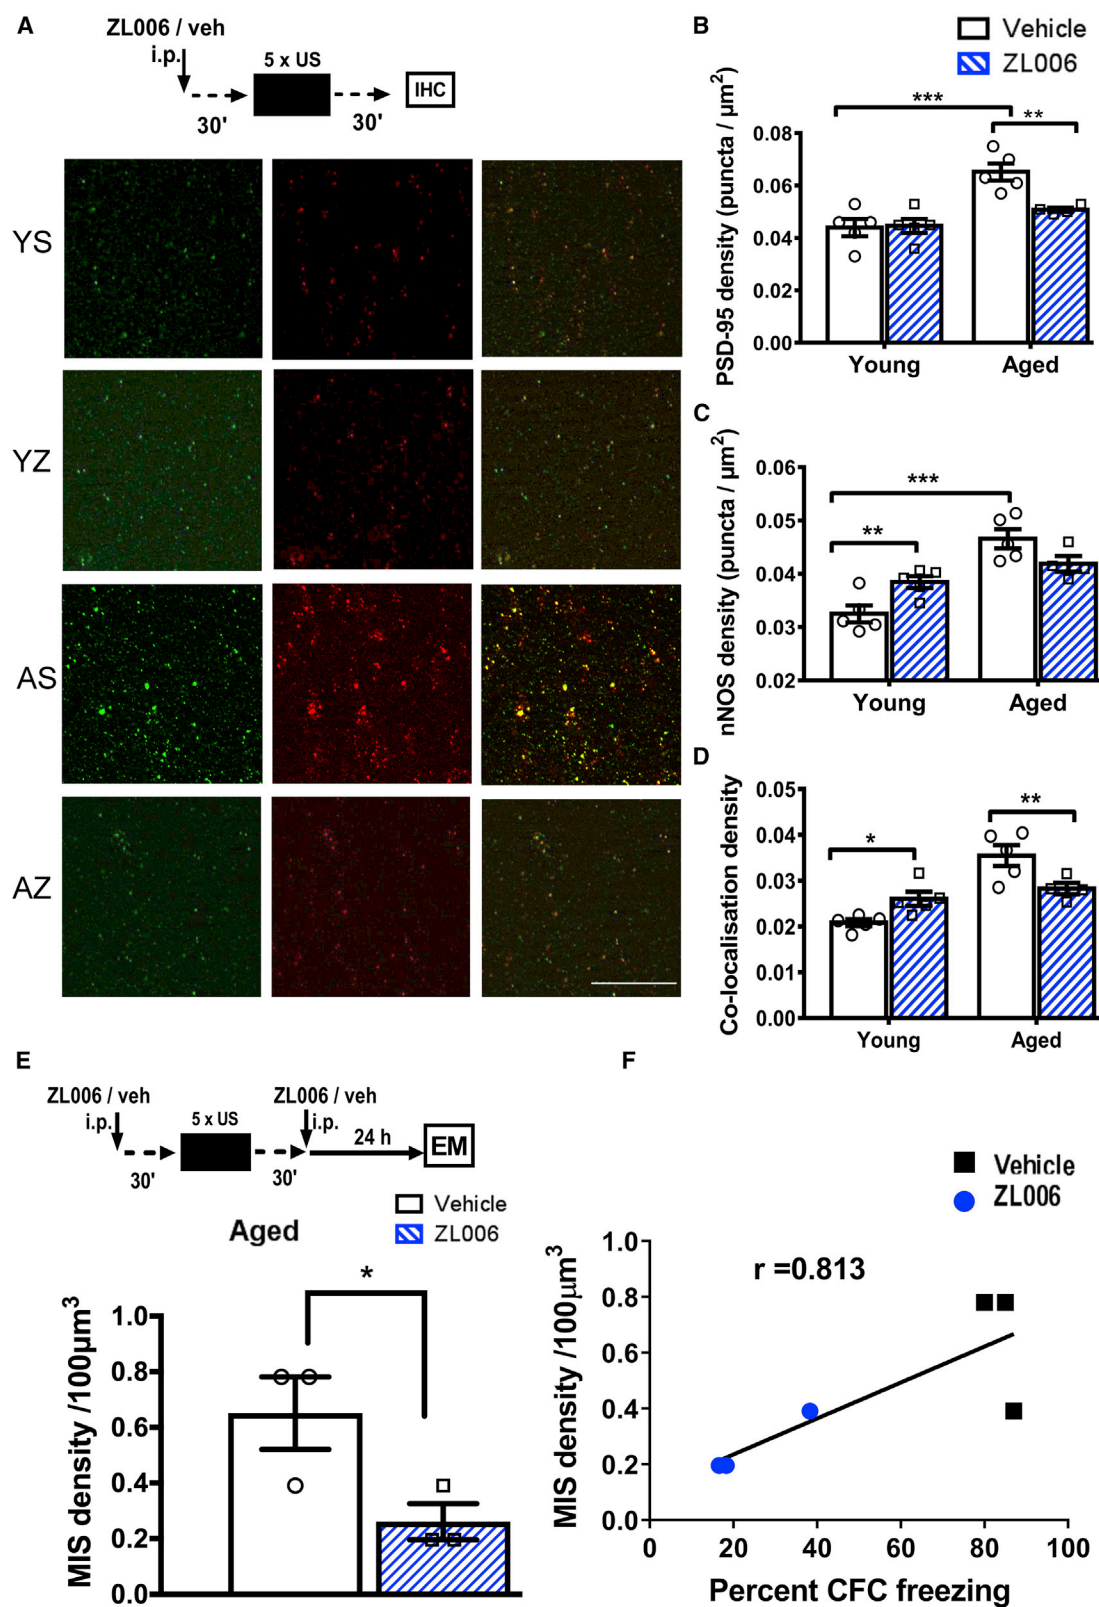 A
ZL006 / veh
i.p.
5 x US
IHC
30'
30'
YS
YZ
AS
AZ
B
Vehicle
ZL006
PSD-95 density (puncta / µm²)
0.08
0.06
0.04
0.02
0.00
***
**
Young
Aged
C
nNOS density (puncta / µm²)
0.06
0.05
0.04
0.03
0.02
***
**
Young
Aged
D
Co-localisation density
0.05
0.04
0.03
0.02
0.01
0.00
*
**
Young
Aged
E
ZL006 / veh
ZL006 / veh
i.p.
5 x US
i.p.
24 h
EM
30'
30'
Vehicle
ZL006
Aged
*
MIS density /100µm³
1.0
0.8
0.6
0.4
0.2
0.0
F
Vehicle
ZL006
r =0.813
MIS density /100µm³
1.0
0.8
0.6
0.4
0.2
0.0
0
20
40
60
80
100
Percent CFC freezing